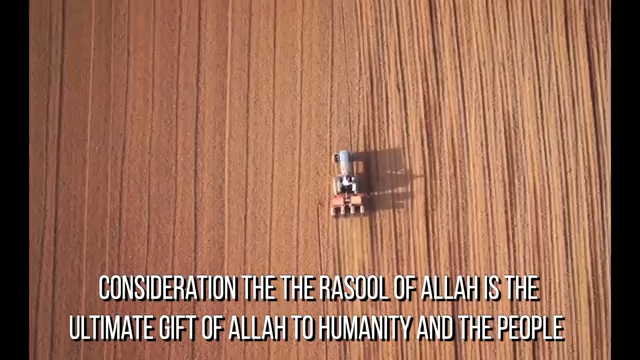 CONSIDERATION THE THE RASOOL OF ALLAH IS THE
ULTIMATE GIFT OF ALLAH TO HUMANITY AND THE PEOPLE